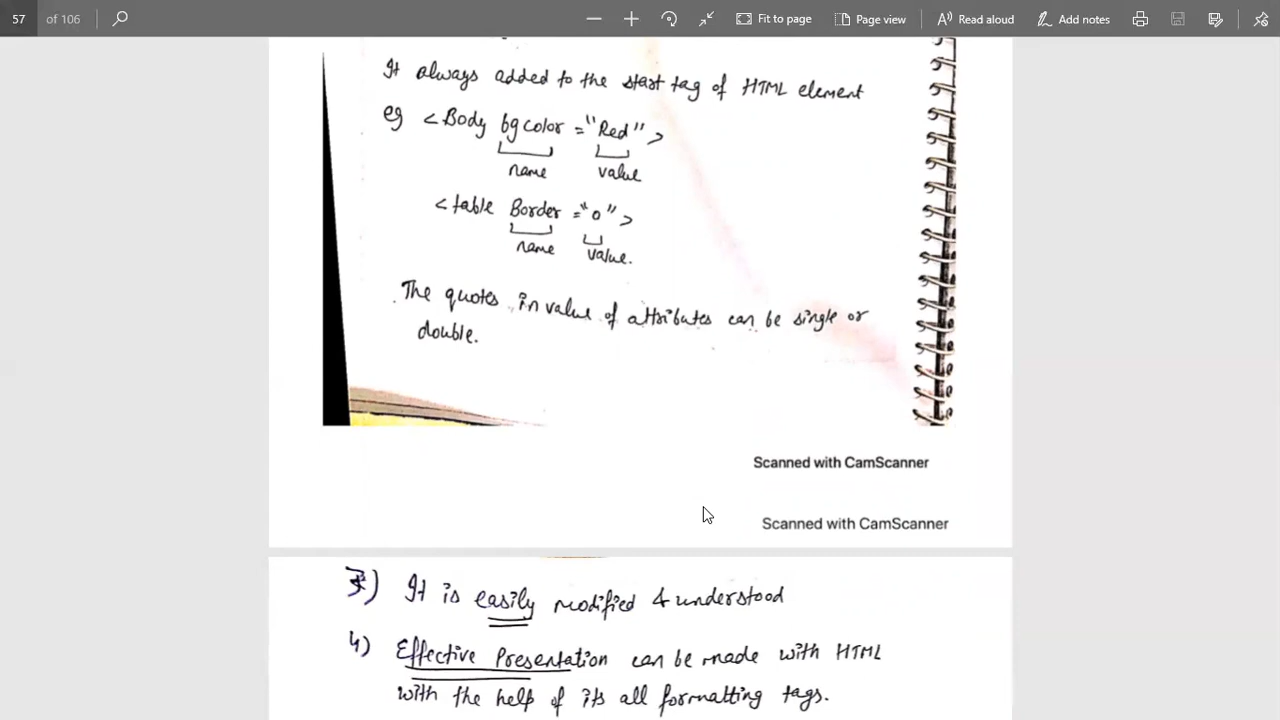 57 of 106 Fit to page Page view Read aloud Add notes
It always added to the start tag of HTML element
eg <Body bgcolor ="Red">
name value
<table Border ="0">
name value.
The quotes in value of attributes can be single or
double.
Scanned with CamScanner
Scanned with CamScanner
3) It is easily modified & understood
4) Effective Presentation can be made with HTML
with the help of its all formatting tags.